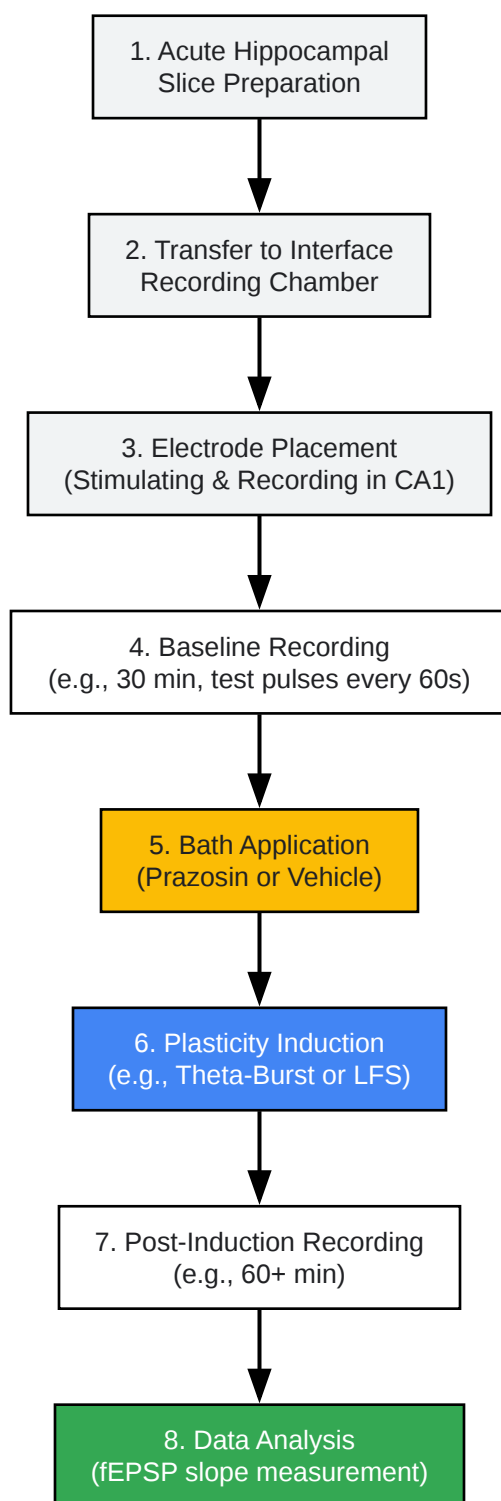 1. Acute Hippocampal
Slice Preparation
2. Transfer to Interface
Recording Chamber
3. Electrode Placement
(Stimulating & Recording in CA1)
4. Baseline Recording
(e.g., 30 min, test pulses every 60s)
5. Bath Application
(Prazosin or Vehicle)
6. Plasticity Induction
(e.g., Theta-Burst or LFS)
7. Post-Induction Recording
(e.g., 60+ min)
8. Data Analysis
(fEPSP slope measurement)